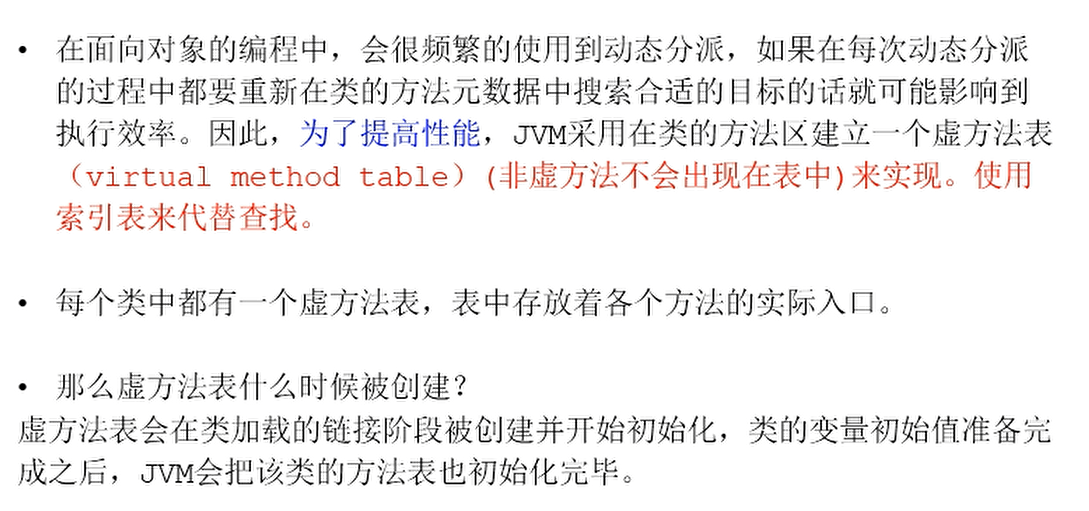 • 在面向对象的编程中，会很频繁的使用到动态分派，如果在每次动态分派
的过程中都要重新在类的方法元数据中搜索合适的目标的话就可能影响到
执行效率。因此，为了提高性能，JVM采用在类的方法区建立一个虚方法表
（virtual method table）(非虚方法不会出现在表中)来实现。使用
索引表来代替查找。
• 每个类中都有一个虚方法表，表中存放着各个方法的实际入口。
• 那么虚方法表什么时候被创建？
虚方法表会在类加载的链接阶段被创建并开始初始化，类的变量初始值准备完
成之后，JVM会把该类的方法表也初始化完毕。